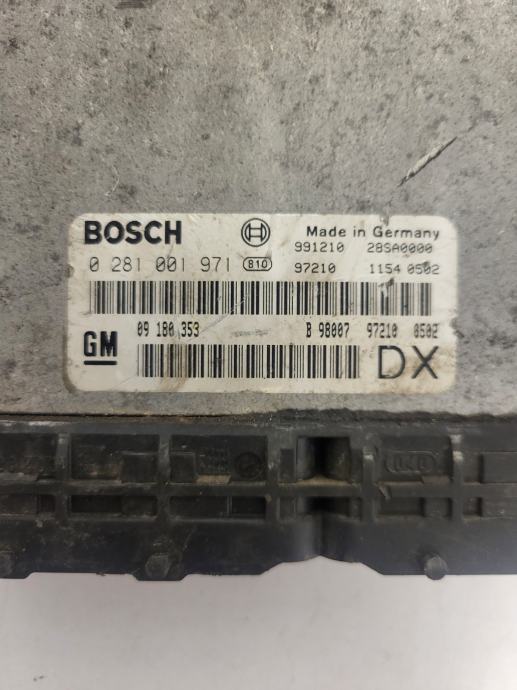 BOSCH Made in Germany
991210 28SA0000
0 281 001 971 810 97210 1154 0502
09 180 353 B 98007 97210 0502
GM DX